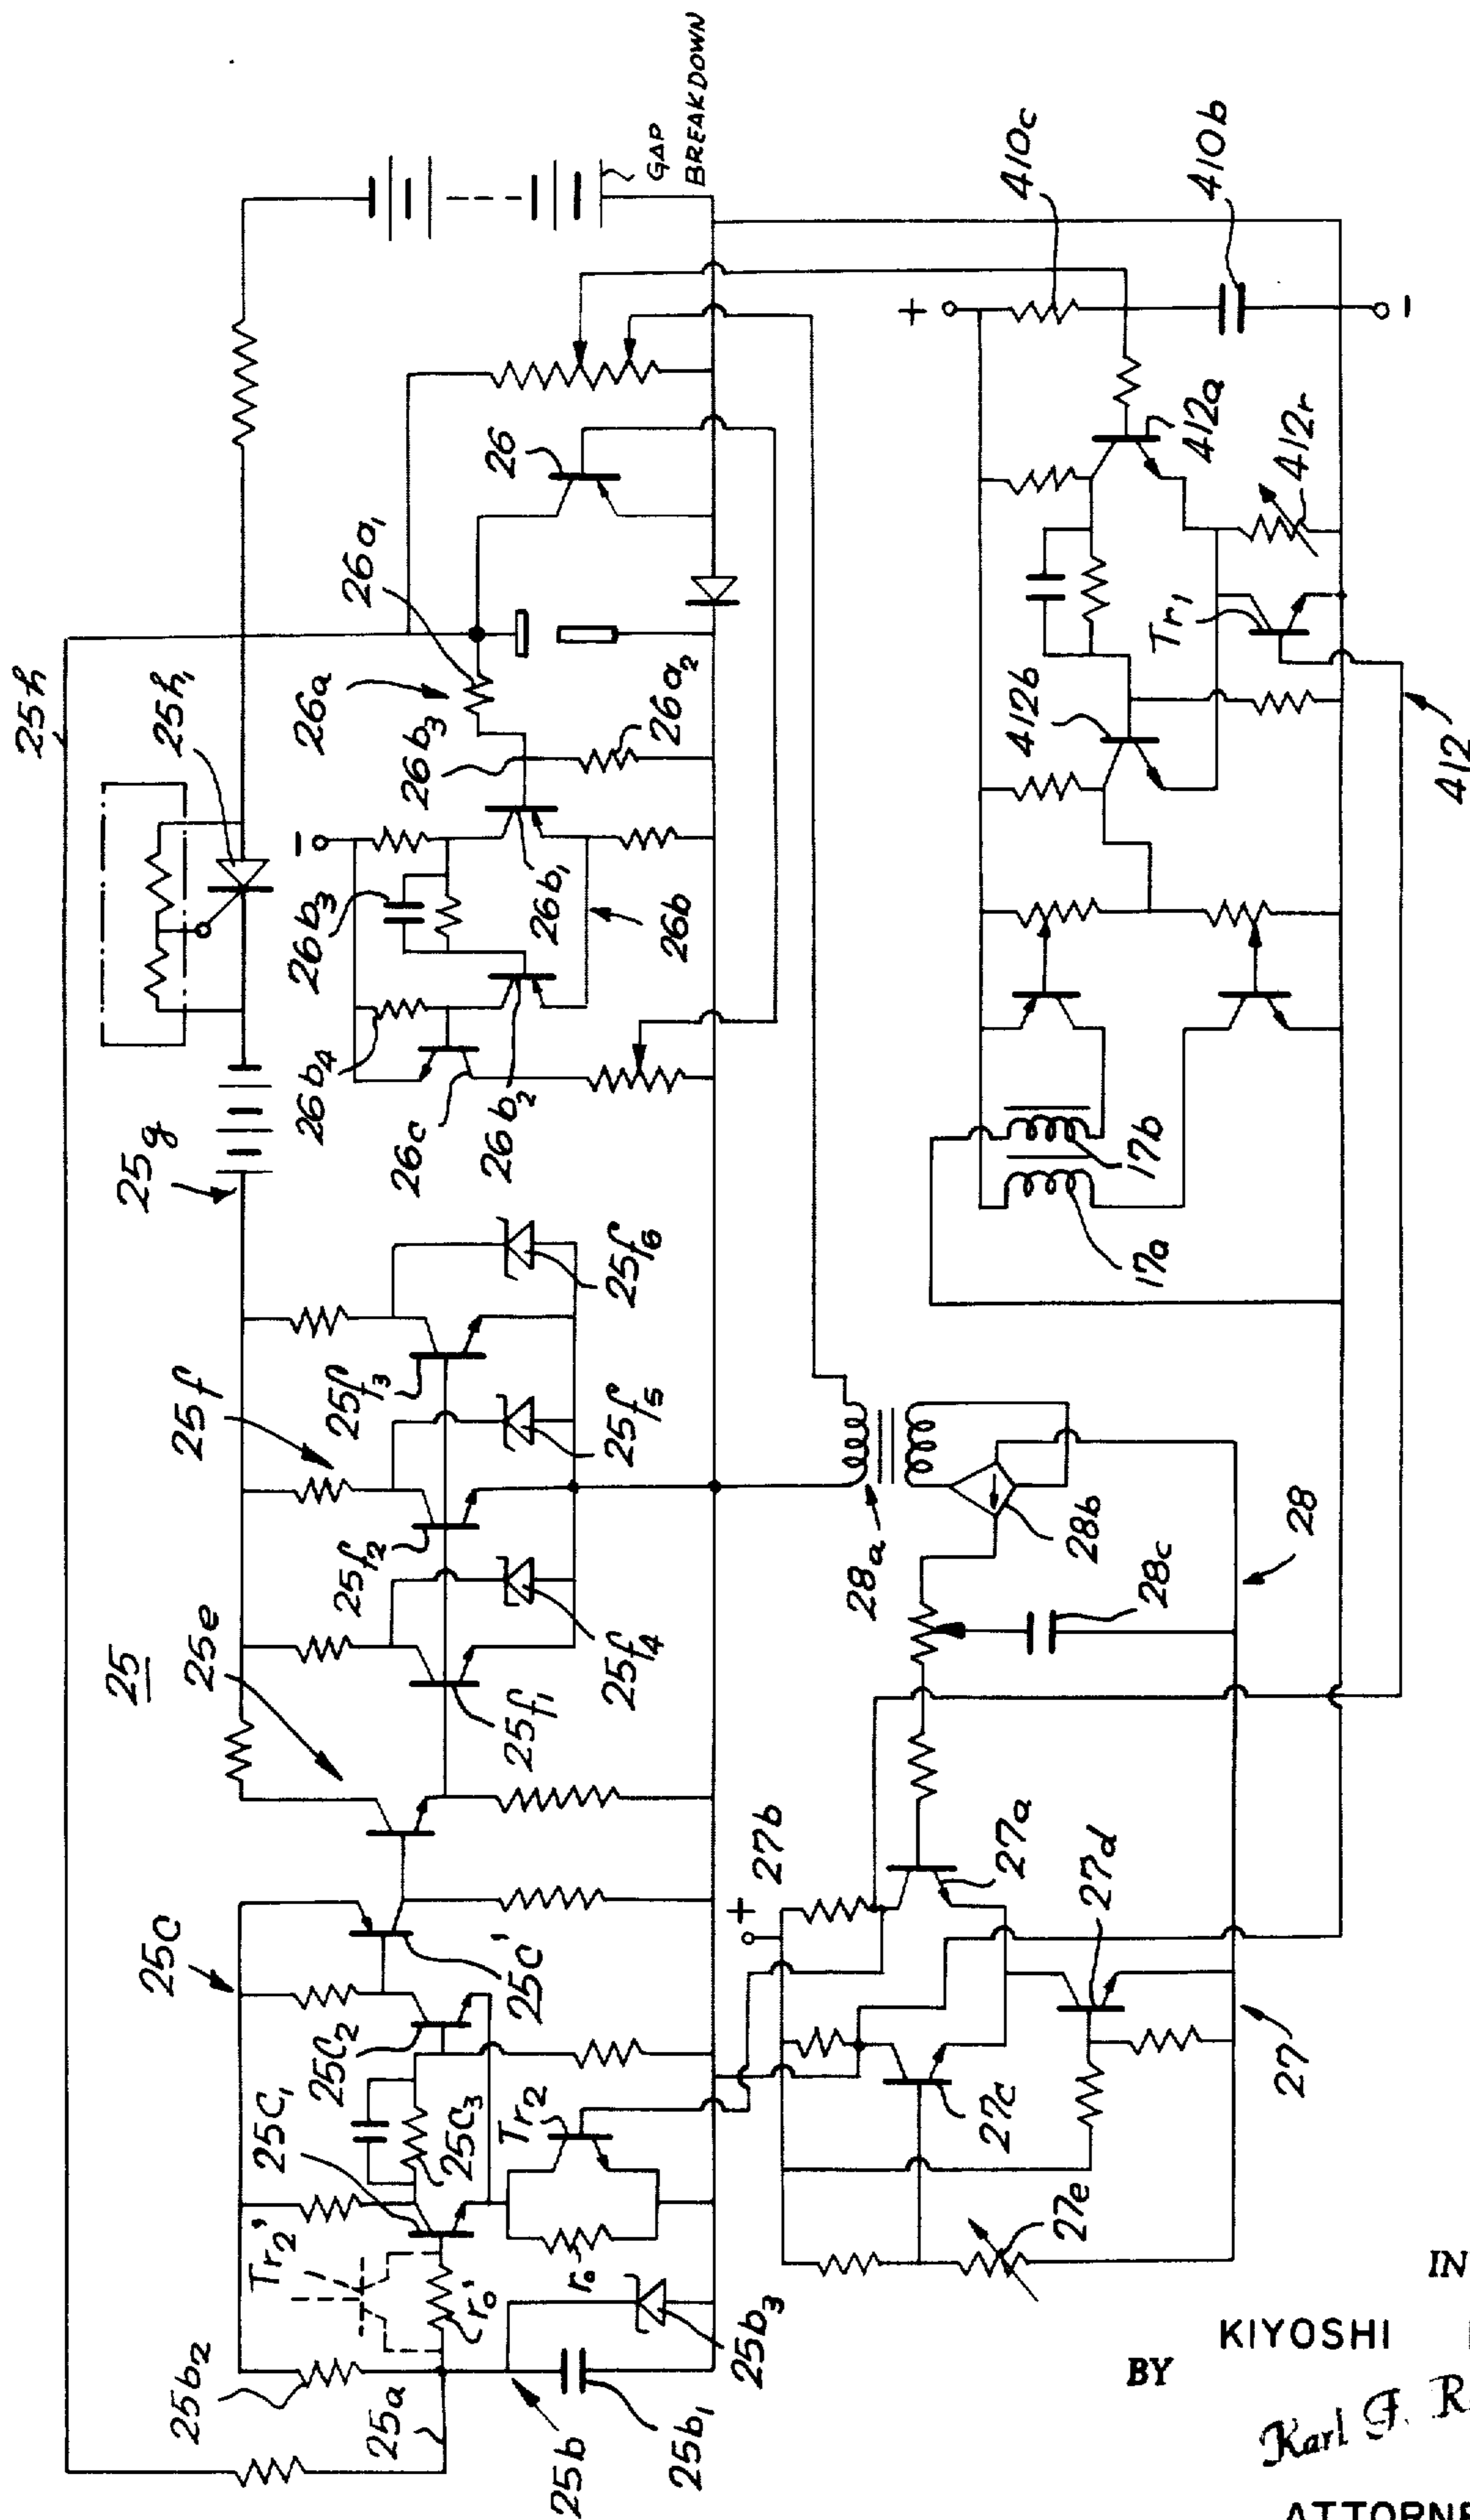 25h
25h₁
25g
25f
25
25e
25C
25C₁
25C₂
25C₃
25C'
Tr₂'
Tr₂
r₀'
r₀
25b₂
25a
25b
25b₁
25b₃
25f₁
25f₂
25f₃
25f₄
25f₅
25f₆
26b₄
26c
26b₂
26b₃
26b₁
26b
26b₃
26a
26a₁
26a₂
26
GAP
BREAKDOWN
−
+
27b
27a
27d
27c
27e
27
28a
28b
28c
28
17a
17b
412b
Tr₁
412a
412r
412
+
410c
410b
−
IN
KIYOSHI
BY
Karl F. R
ATTORNE